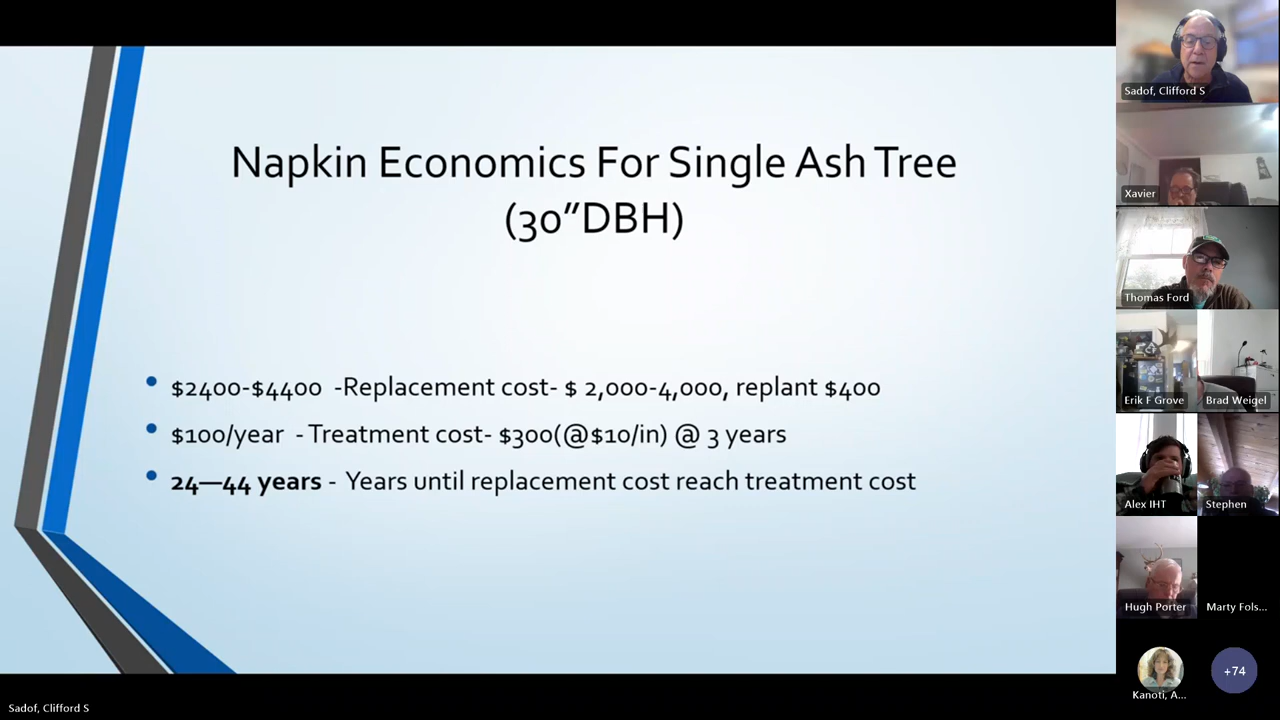 Napkin Economics For Single Ash Tree
(30"DBH)
• $2400-$4400 -Replacement cost- $ 2,000-4,000, replant $400
• $100/year - Treatment cost- $300(@$10/in) @ 3 years
• 24—44 years - Years until replacement cost reach treatment cost
Sadof, Clifford S
Xavier
Thomas Ford
Erik F Grove
Brad Weigel
Alex IHT
Stephen
Hugh Porter
Marty Fols...
Kanoti, A...
+74
Sadof, Clifford S